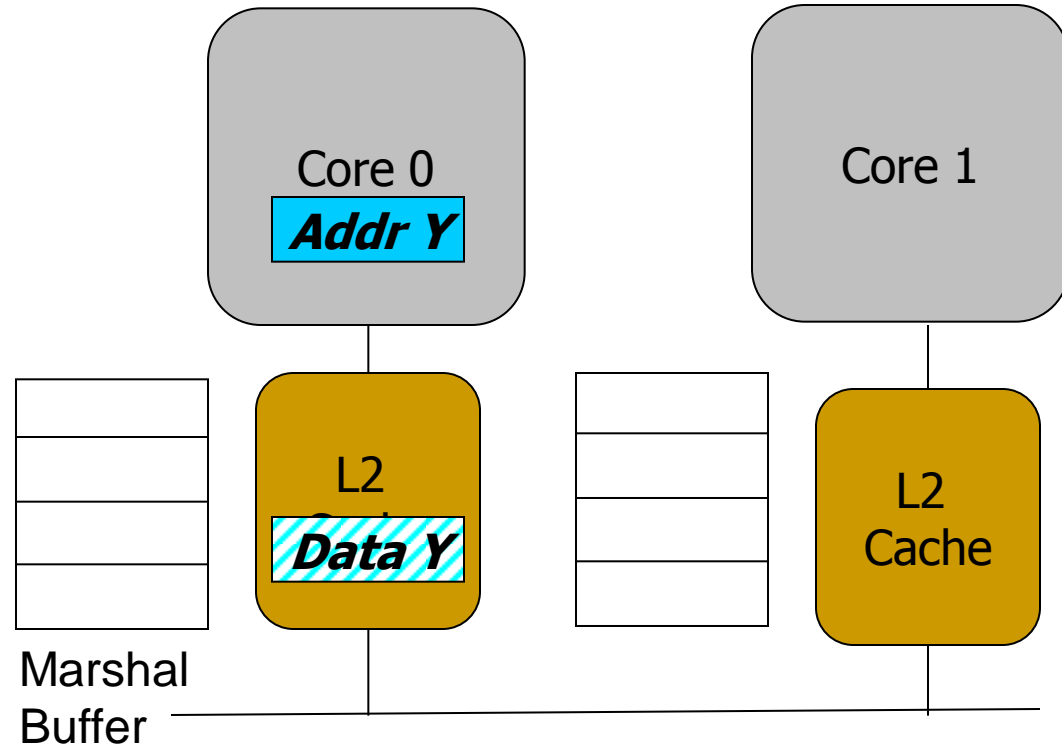 Core 0
Addr Y
Core 1
L2
Data Y
L2
Cache
Marshal
Buffer